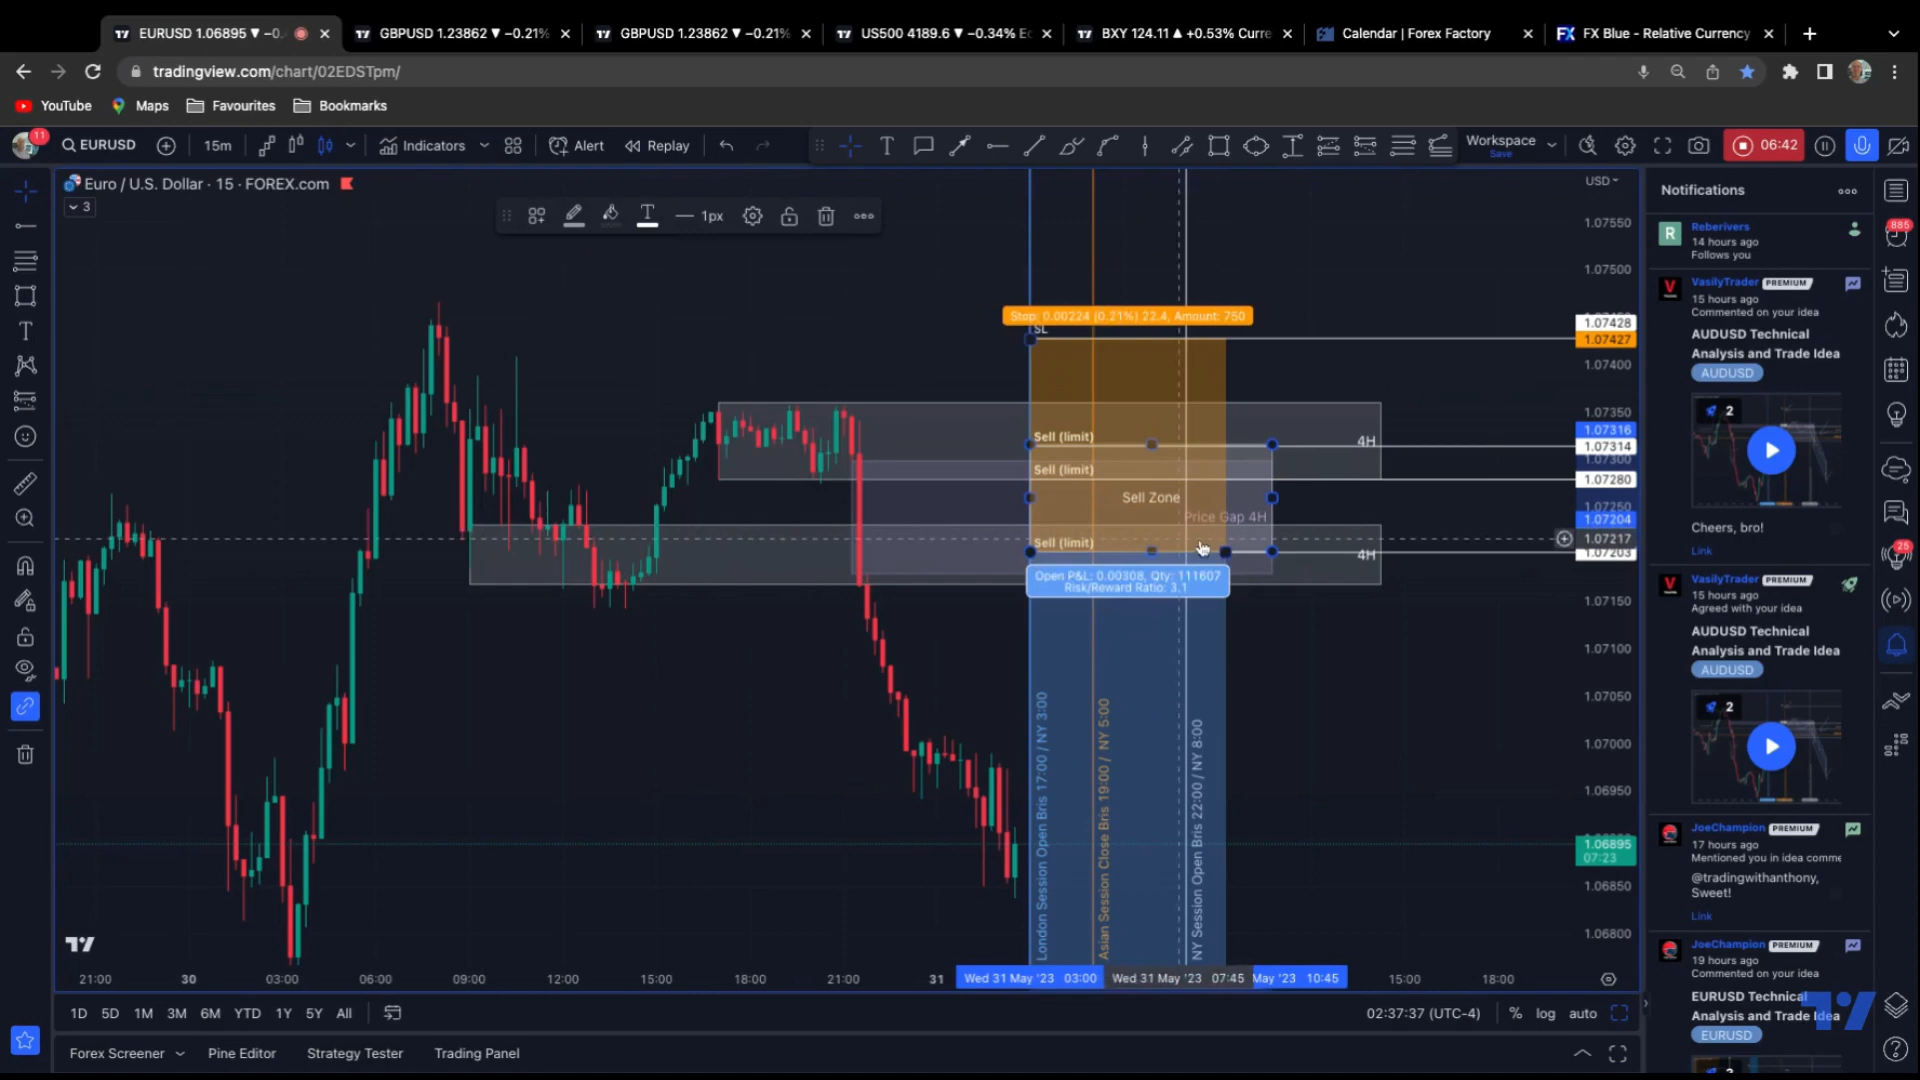 EURUSD 1.06895 ▼ −0.
GBPUSD 1.23862 ▼ −0.21%
GBPUSD 1.23862 ▼ −0.21%
US500 4189.6 ▼ −0.34% Ec
BXY 124.11 ▲ +0.53% Curre
Calendar | Forex Factory
FX Blue - Relative Currency
tradingview.com/chart/02EDSTpm/
YouTube
Maps
Favourites
Bookmarks
11
EURUSD
15m
Indicators
Alert
Replay
Workspace
Save
06:42
Euro / U.S. Dollar · 15 · FOREX.com
3
1px
USD
1.07550
1.07500
Stop: 0.00224 (0.21%) 22.4, Amount: 750
SL
1.07428
1.07427
1.07400
1.07350
1.07316
Sell (limit)
4H
1.07314
1.07300
Sell (limit)
1.07280
Sell Zone
1.07250
Price Gap 4H
1.07204
1.07217
Sell (limit)
1.07203
4H
Open P&L: 0.00308, Qty: 111607
Risk/Reward Ratio: 3.1
1.07150
1.07100
1.07050
1.07000
1.06950
1.06895
07:23
1.06850
1.06800
London Session Open Bris 17:00 / NY 3:00
Asian Session Close Bris 19:00 / NY 5:00
NY Session Open Bris 22:00 / NY 8:00
21:00
30
03:00
06:00
09:00
12:00
15:00
18:00
21:00
31
Wed 31 May '23 03:00
Wed 31 May '23 07:45
May '23 10:45
15:00
18:00
1D
5D
1M
3M
6M
YTD
1Y
5Y
All
02:37:37 (UTC-4)
%
log
auto
Forex Screener
Pine Editor
Strategy Tester
Trading Panel
Notifications
R
Reberivers
14 hours ago
Follows you
VasilyTrader PREMIUM
15 hours ago
Commented on your idea
AUDUSD Technical
Analysis and Trade Idea
AUDUSD
2
Cheers, bro!
Link
VasilyTrader PREMIUM
15 hours ago
Agreed with your idea
AUDUSD Technical
Analysis and Trade Idea
AUDUSD
2
JoeChampion PREMIUM
17 hours ago
Mentioned you in idea comme
@tradingwithanthony,
Sweet!
Link
JoeChampion PREMIUM
19 hours ago
Commented on your idea
EURUSD Technical
Analysis and Trade Idea
EURUSD
885
25